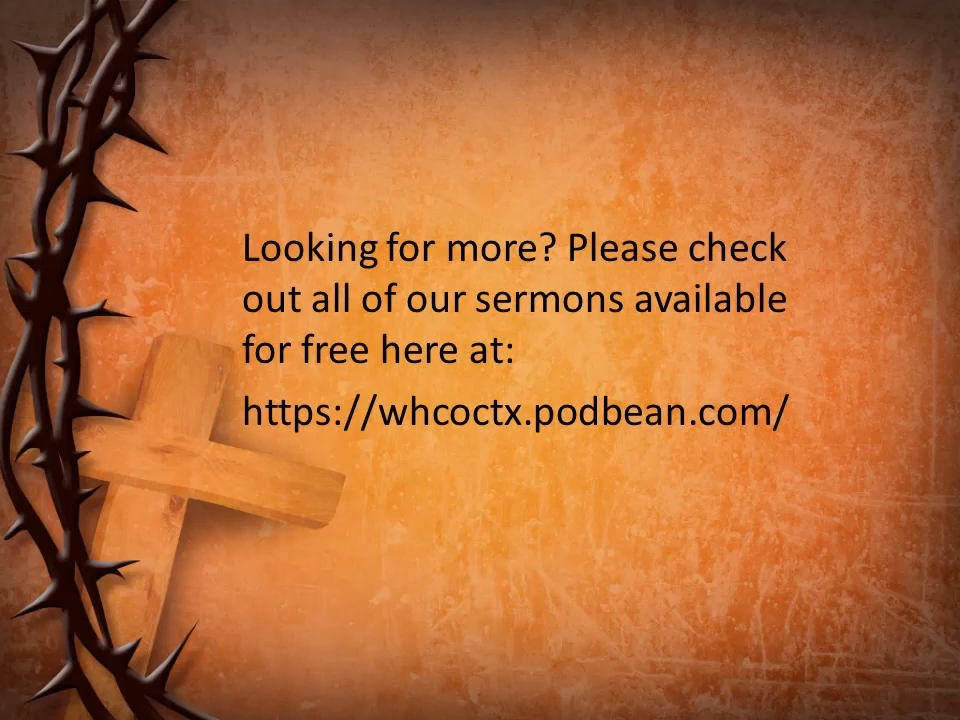 Looking for more? Please check
out all of our sermons available
for free here at:
https://whcoctx.podbean.com/